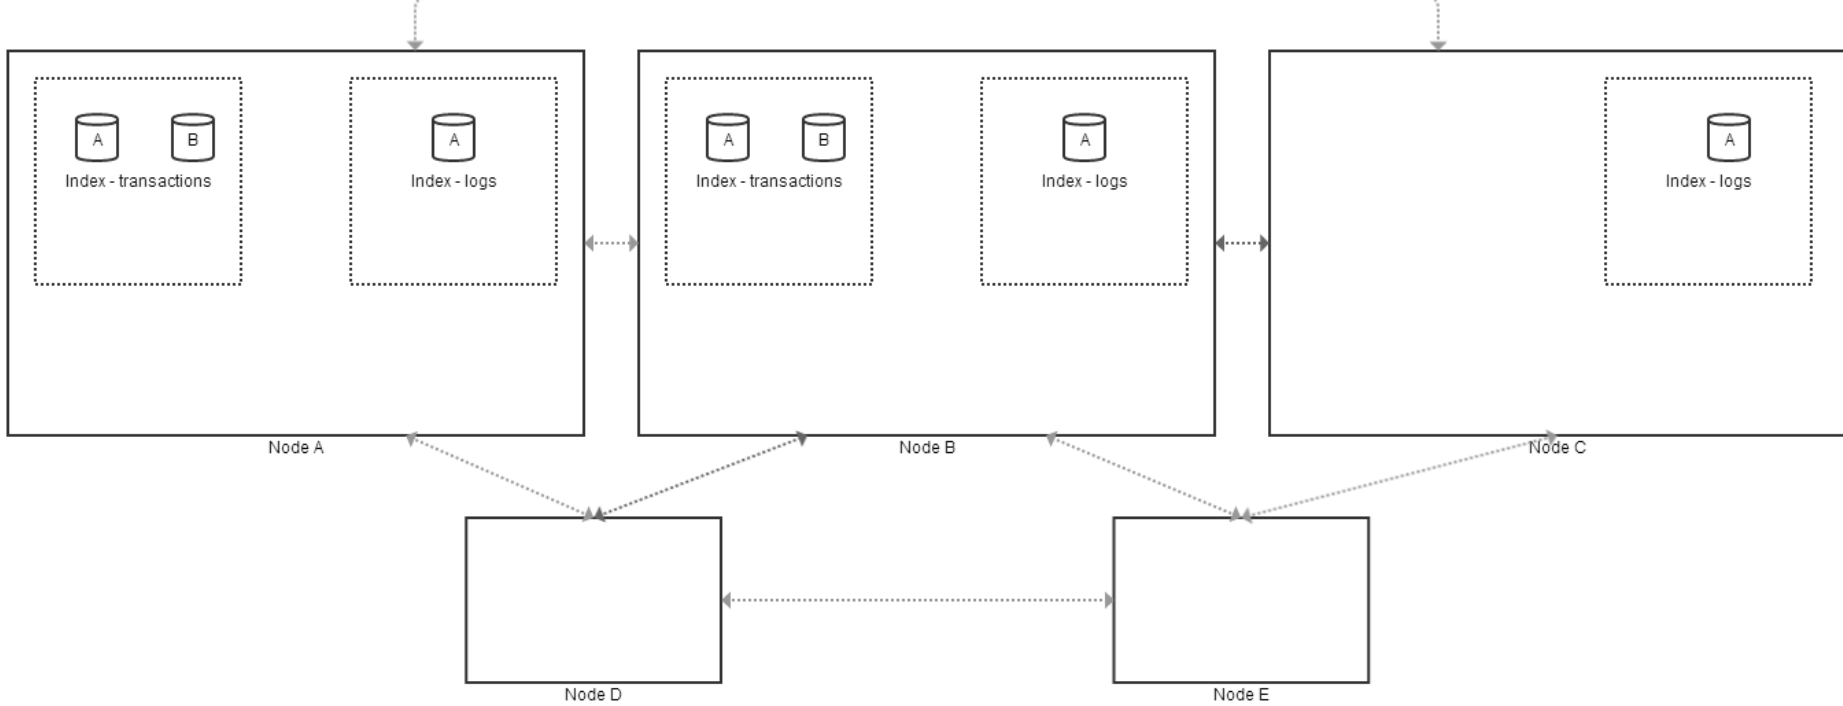 A B A A B A A
Index - transactions Index - logs Index - transactions Index - logs Index - logs
Node A Node B Node C
Node D Node E